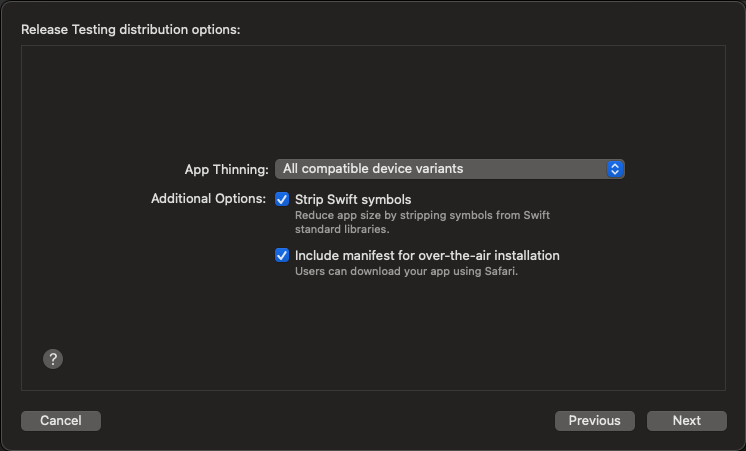 Release Testing distribution options:
App Thinning: All compatible device variants
Additional Options: Strip Swift symbols
Reduce app size by stripping symbols from Swift
standard libraries.
Include manifest for over-the-air installation
Users can download your app using Safari.
?
Cancel Previous Next